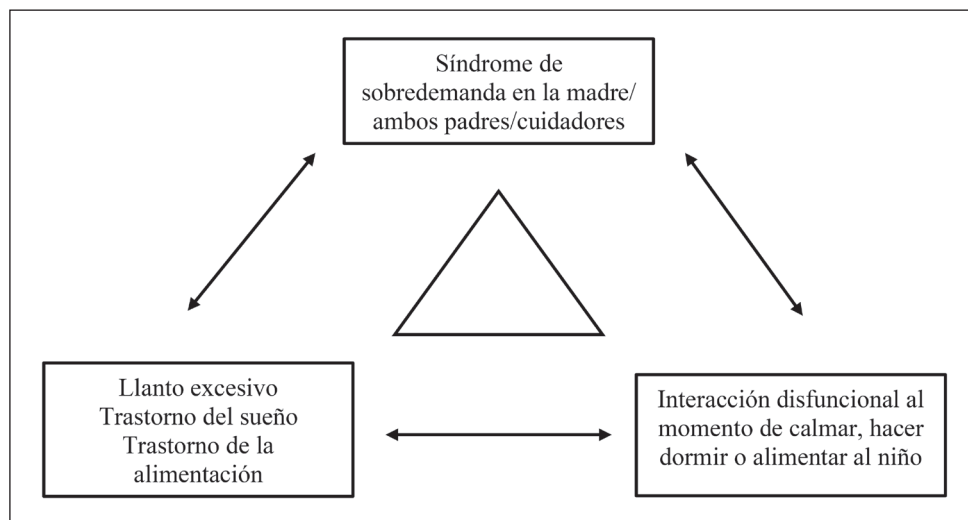 Síndrome de
sobredemanda en la madre/
ambos padres/cuidadores
Llanto excesivo
Trastorno del sueño
Trastorno de la
alimentación
Interacción disfuncional al
momento de calmar, hacer
dormir o alimentar al niño